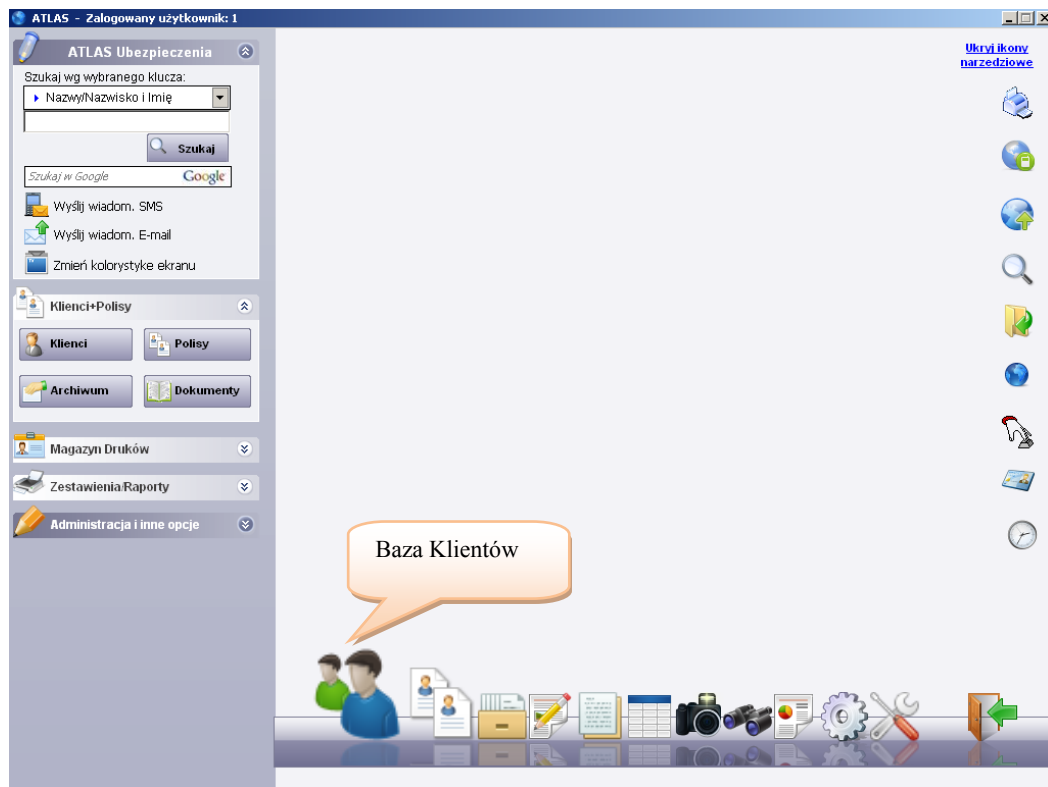 ATLAS - Zalogowany użytkownik: 1
ATLAS Ubezpieczenia
Szukaj wg wybranego klucza:
Nazwy/Nazwisko i Imię
Szukaj
Szukaj w Google Google
Wyślij wiadom. SMS
Wyślij wiadom. E-mail
Zmień kolorystyke ekranu
Klienci+Polisy
Klienci Polisy
Archiwum Dokumenty
Magazyn Druków
Zestawienia/Raporty
Administracja i inne opcje
Ukryj ikony
narzedziowe
Baza Klientów